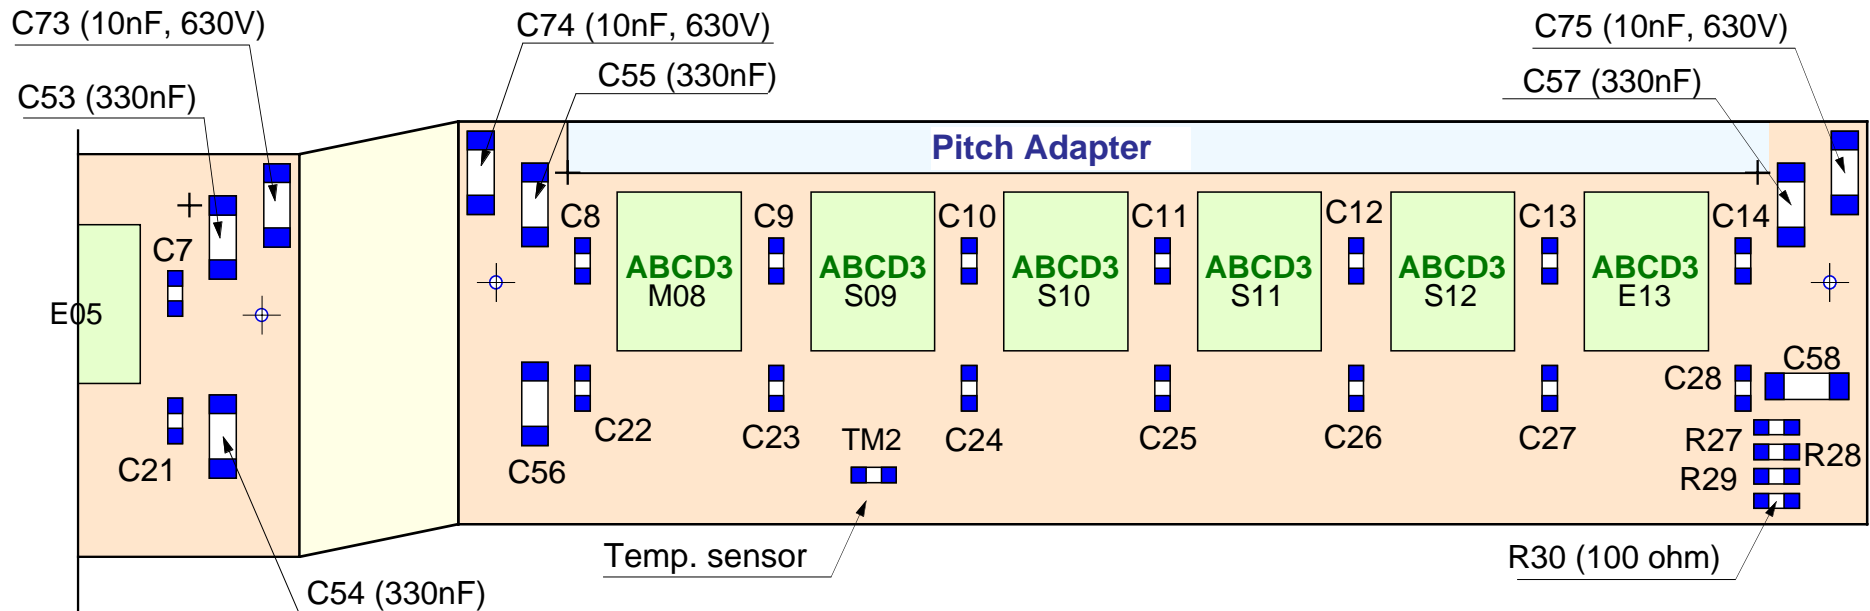 C73 (10nF, 630V)
C74 (10nF, 630V)
C75 (10nF, 630V)
C55 (330nF)
C57 (330nF)
C53 (330nF)
Pitch Adapter
C8
C9
C10
C11
C12
C13
C14
C7
ABCD3
M08
ABCD3
S09
ABCD3
S10
ABCD3
S11
ABCD3
S12
ABCD3
E13
E05
C58
C28
C22
C23
TM2
C24
C25
C26
C27
R27
R28
C21
C56
R29
Temp. sensor
R30 (100 ohm)
C54 (330nF)